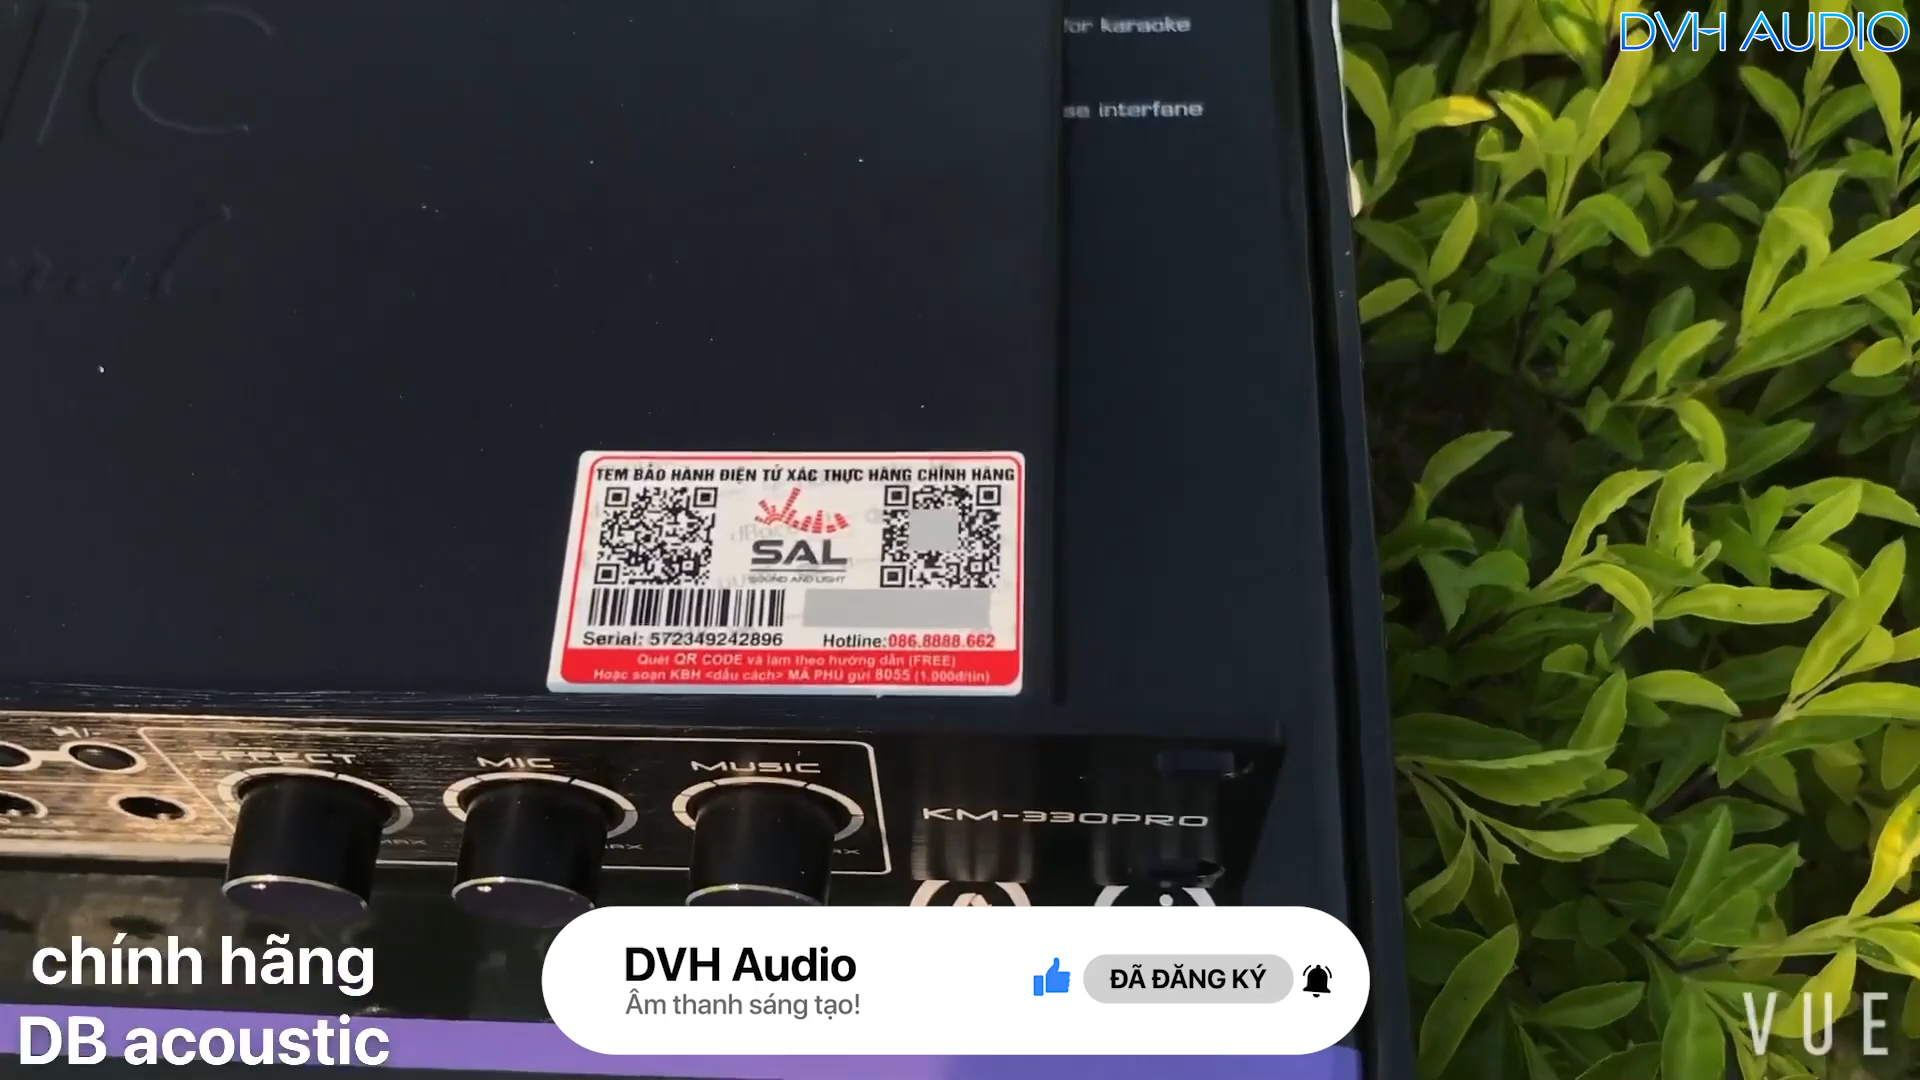 DVH AUDIO
for karaoke
se interfane
TEM BẢO HÀNH ĐIỆN TỬ XÁC THỰC HÀNG CHÍNH HÃNG
SAL
SOUND AND LIGHT
Serial: 572349242896
Hotline:086.8888.662
Quét QR CODE và làm theo hướng dẫn (FREE)
Hoặc soạn KBH <dấu cách> MÃ PHỦ gửi 8055 (1.000đ/tin)
EFFECT
MIC
MUSIC
KM-330PRO
chính hãng
DB acoustic
DVH Audio
Âm thanh sáng tạo!
ĐÃ ĐĂNG KÝ
VUE